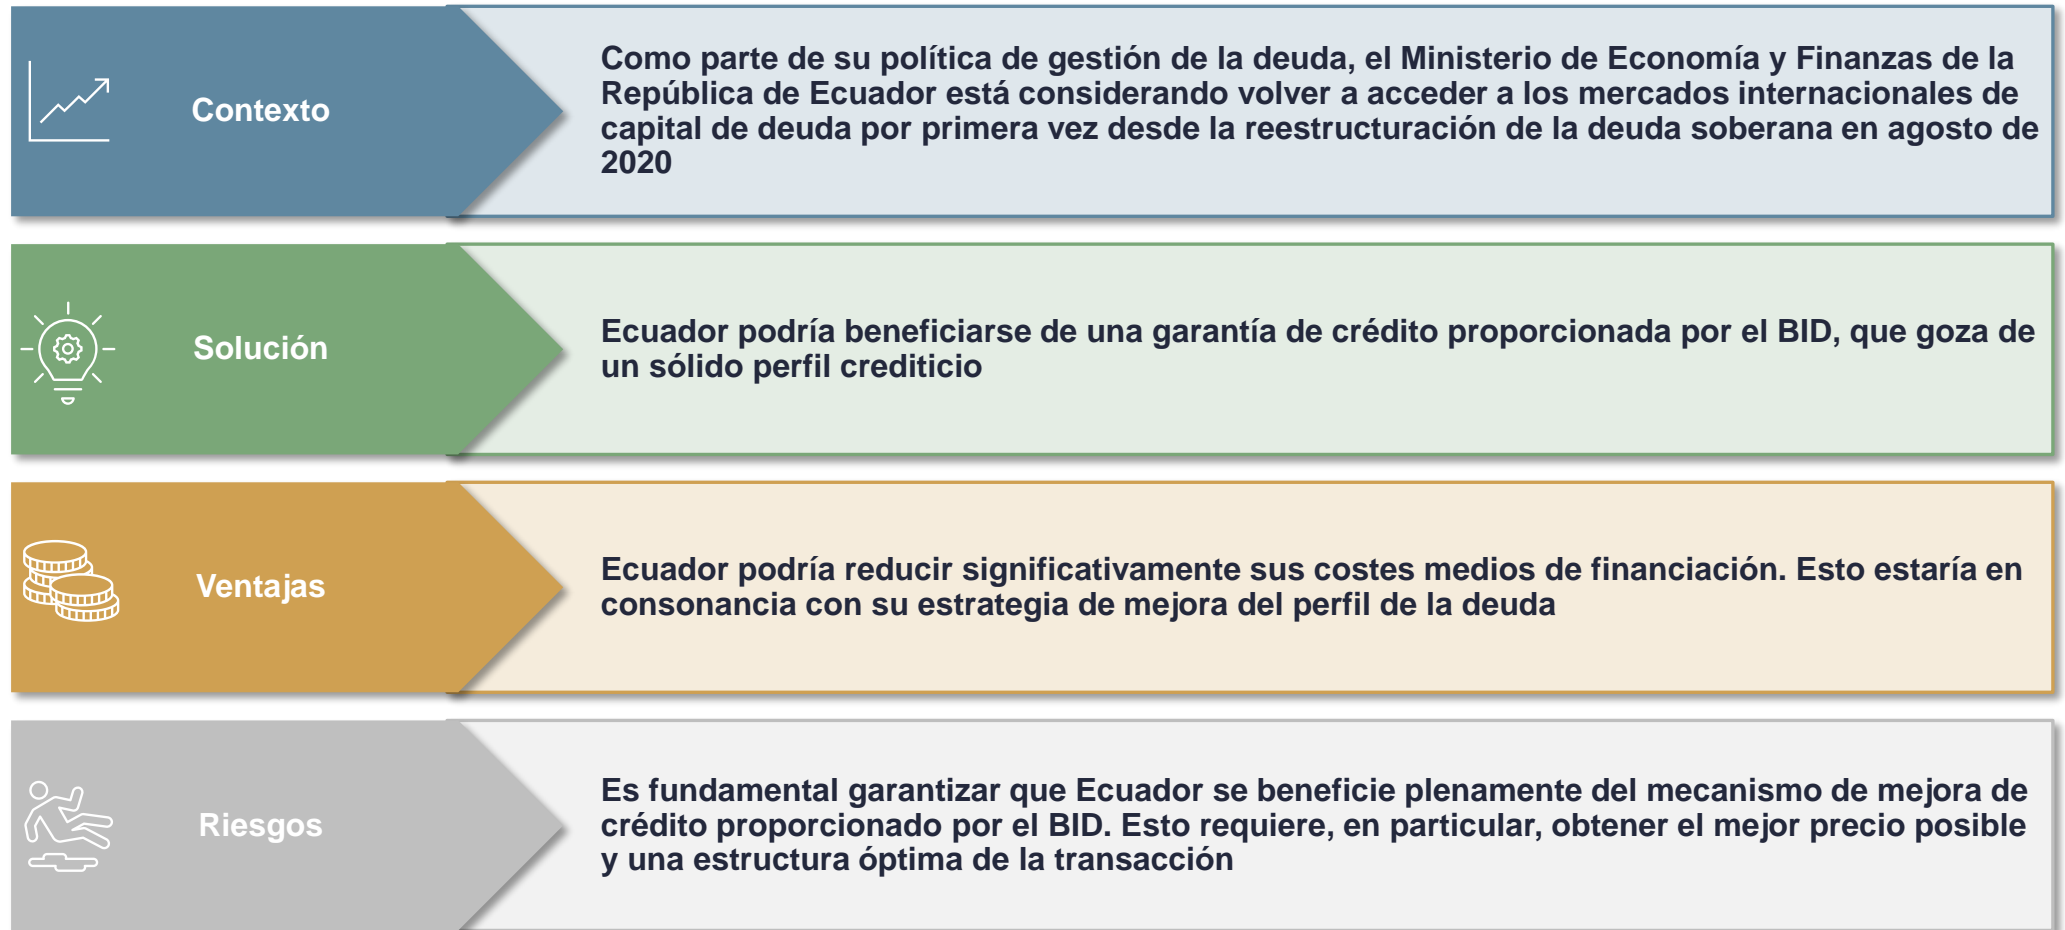 Contexto
Como parte de su política de gestión de la deuda, el Ministerio de Economía y Finanzas de la
República de Ecuador está considerando volver a acceder a los mercados internacionales de
capital de deuda por primera vez desde la reestructuración de la deuda soberana en agosto de
2020
Solución
Ecuador podría beneficiarse de una garantía de crédito proporcionada por el BID, que goza de
un sólido perfil crediticio
Ventajas
Ecuador podría reducir significativamente sus costes medios de financiación. Esto estaría en
consonancia con su estrategia de mejora del perfil de la deuda
Riesgos
Es fundamental garantizar que Ecuador se beneficie plenamente del mecanismo de mejora de
crédito proporcionado por el BID. Esto requiere, en particular, obtener el mejor precio posible
y una estructura óptima de la transacción